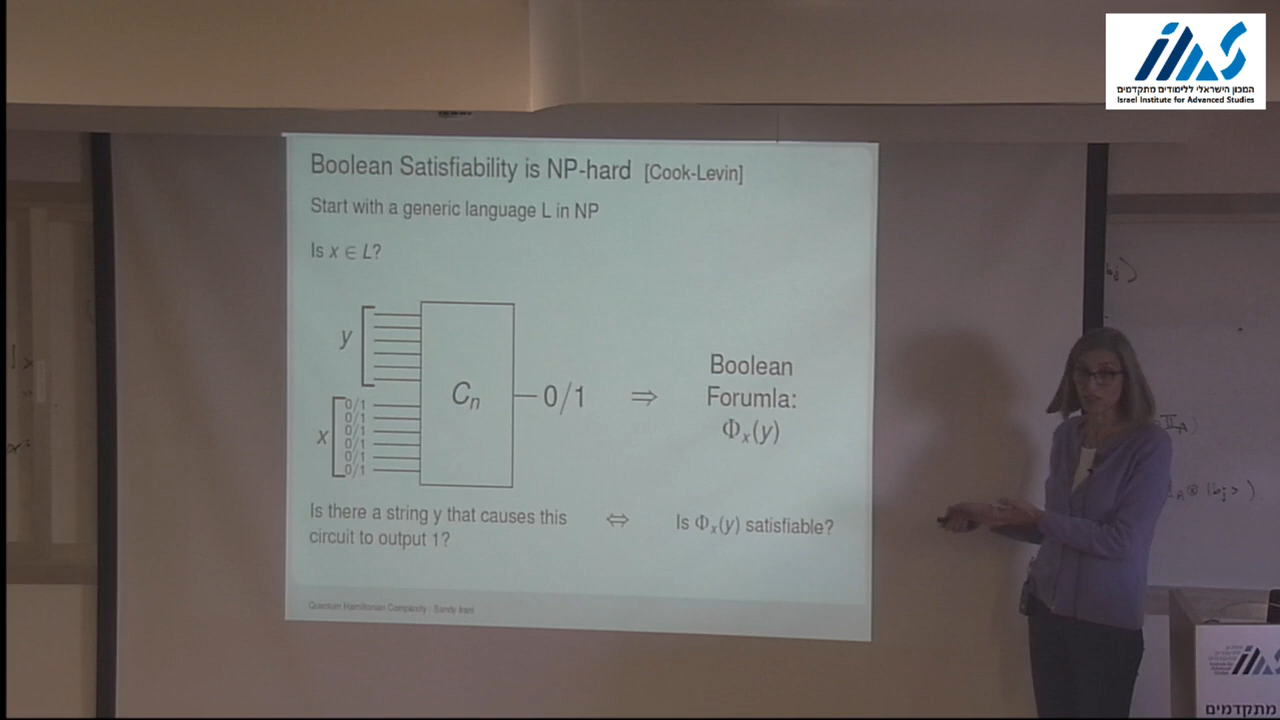 המכון הישראלי ללימודים מתקדמים
Israel Institute for Advanced Studies
Boolean Satisfiability is NP-hard [Cook-Levin]
Start with a generic language L in NP
Is x ∈ L?
y
x
0/1
0/1
0/1
0/1
0/1
0/1
Cn
0/1
⇒
Boolean
Forumla:
Φx(y)
Is there a string y that causes this
circuit to output 1?
⇔
Is Φx(y) satisfiable?
Quantum Hamiltonian Complexity - Sandy Irani
מתקדמים